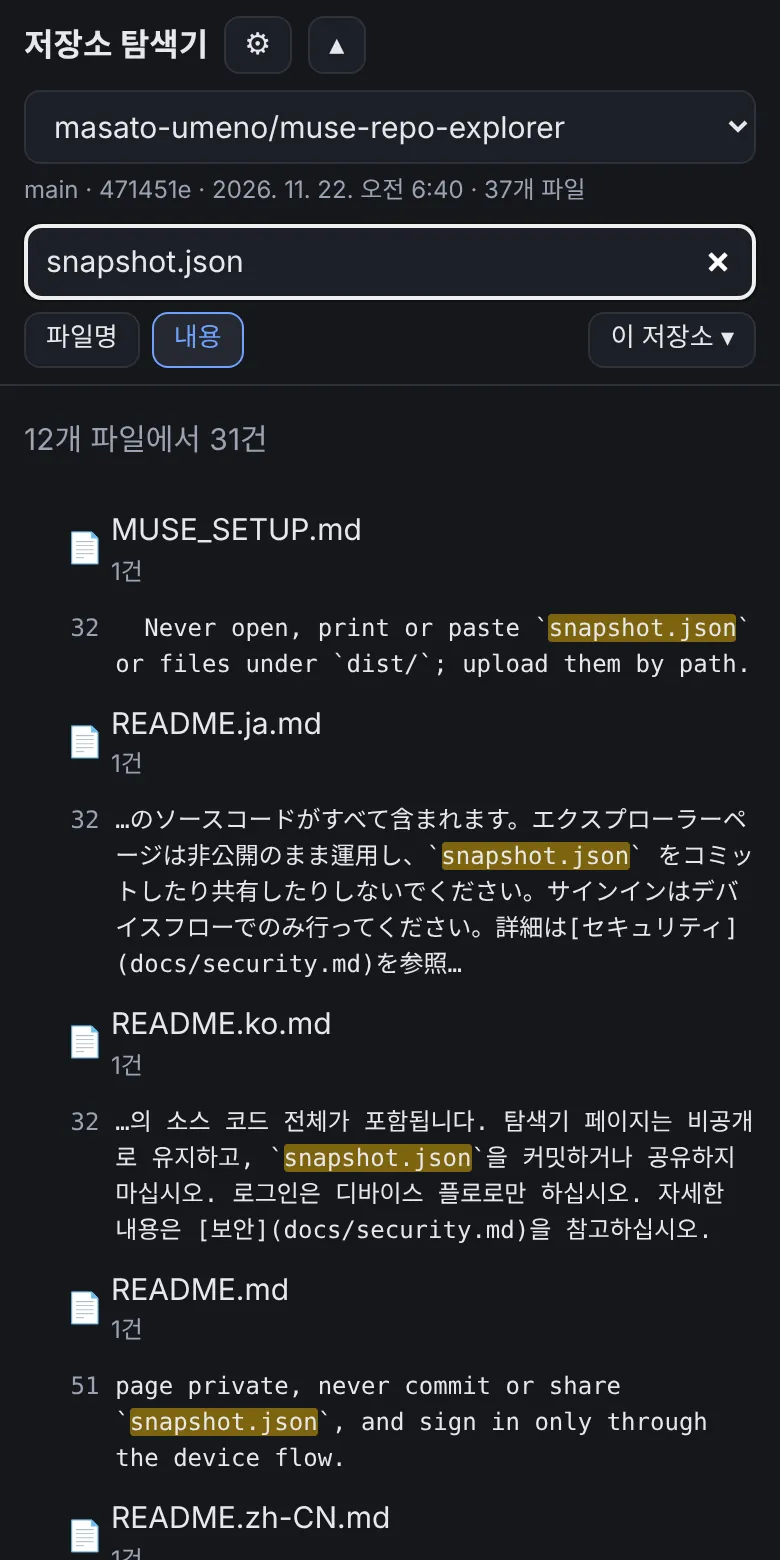 저장소 탐색기 ⚙ ▲
masato-umeno/muse-repo-explorer
main · 471451e · 2026. 11. 22. 오전 6:40 · 37개 파일
snapshot.json ×
파일명 내용 이 저장소 ▾
12개 파일에서 31건
MUSE_SETUP.md
1건
32 Never open, print or paste `snapshot.json`
or files under `dist/`; upload them by path.
README.ja.md
1건
32 …のソースコードがすべて含まれます。エクスプローラーペ
ージは非公開のまま運用し、`snapshot.json` をコミッ
トしたり共有したりしないでください。サインインはデバ
イスフローでのみ行ってください。詳細は[セキュリティ]
(docs/security.md)を参照…
README.ko.md
1건
32 …의 소스 코드 전체가 포함됩니다. 탐색기 페이지는 비공개
로 유지하고, `snapshot.json`을 커밋하거나 공유하지
마십시오. 로그인은 디바이스 플로로만 하십시오. 자세한
내용은 [보안](docs/security.md)을 참고하십시오.
README.md
1건
51 page private, never commit or share
`snapshot.json`, and sign in only through
the device flow.
README.zh-CN.md
1건